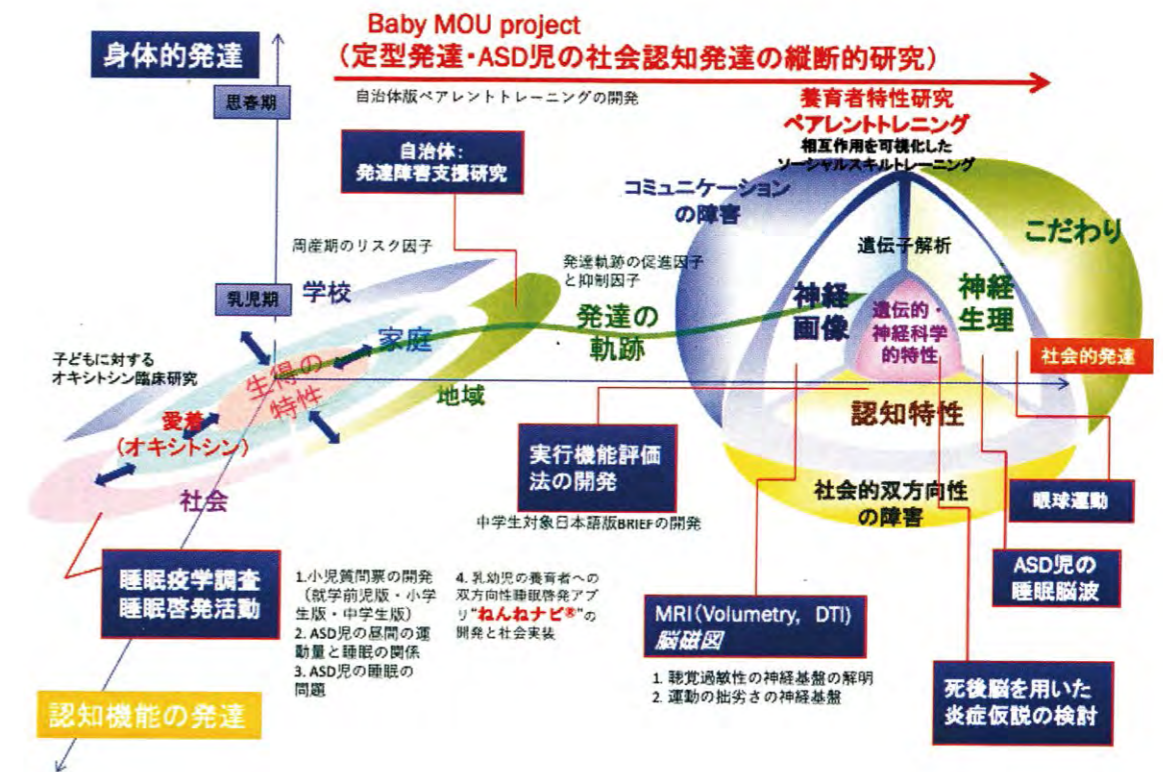 Baby MOU project
(定型発達・ASD児の社会認知発達の縦断的研究)
身体的発達
思春期
自治体版ペアレントトレーニングの開発
養育者特性研究
ペアレントトレニング
相互作用を可視化した
ソーシャルスキルトレーニング
自治体:
発達障害支援研究
コミュニケーション
の障害
こだわり
遺伝子解析
周産期のリスク因子
発達軌跡の促進因子
と抑制因子
乳児期
学校
神経
画像
神経
生理
遺伝的・
神経科学
的特性
発達の
軌跡
家庭
社会的発達
子どもに対する
オキシトシン臨床研究
生得の
特性
地域
愛着
(オキシトシン)
認知特性
社会
実行機能評価
法の開発
中学生対象日本語版BRIEFの開発
社会的双方向性
の障害
眼球運動
ASD児の
睡眠脳波
睡眠疫学調査
睡眠啓発活動
1.小児質問票の開発
(就学前児版・小学
生版・中学生版)
2. ASD児の昼間の運
動量と睡眠の関係
3. ASD児の睡眠の
問題
4. 乳幼児の養育者への
双方向性睡眠啓発アプ
リ"ねんねナビ®"の
開発と社会実装
MRI(Volumetry, DTI)
脳磁図
1. 聴覚過敏性の神経基盤の解明
2. 運動の拙劣さの神経基盤
死後脳を用いた
炎症仮説の検討
認知機能の発達